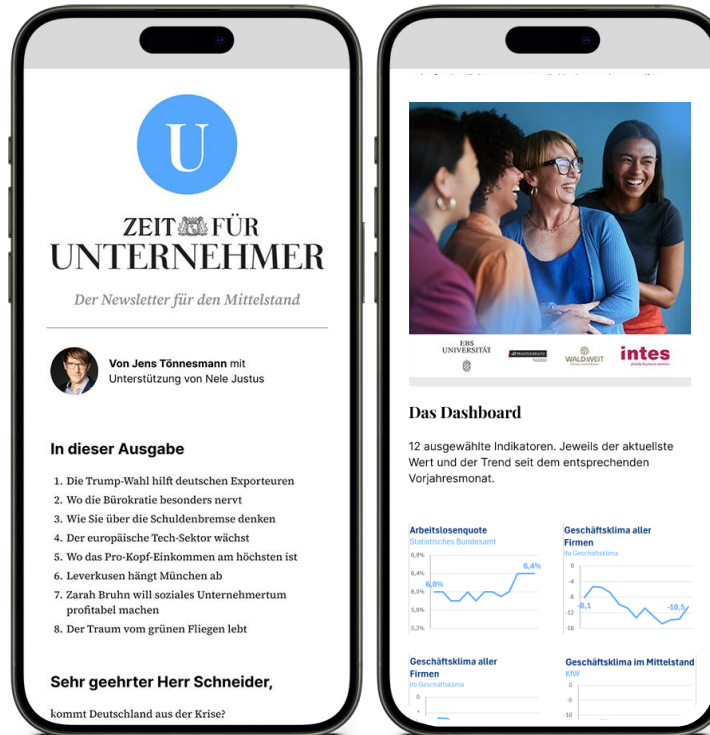 U
ZEIT FÜR
UNTERNEHMER
Der Newsletter für den Mittelstand
Von Jens Tönnesmann mit
Unterstützung von Nele Justus
In dieser Ausgabe
1. Die Trump-Wahl hilft deutschen Exporteuren
2. Wo die Bürokratie besonders nervt
3. Wie Sie über die Schuldenbremse denken
4. Der europäische Tech-Sektor wächst
5. Wo das Pro-Kopf-Einkommen am höchsten ist
6. Leverkusen hängt München ab
7. Zarah Bruhn will soziales Unternehmertum
profitabel machen
8. Der Traum vom grünen Fliegen lebt
Sehr geehrter Herr Schneider,
kommt Deutschland aus der Krise?
EBS
UNIVERSITÄT
WALD:WEIT
intes
Das Dashboard
12 ausgewählte Indikatoren. Jeweils der aktuellste
Wert und der Trend seit dem entsprechenden
Vorjahresmonat.
Arbeitslosenquote
Statistisches Bundesamt
6,8%
6,4%
6,4%
6,0%
6,0%
5,6%
5,2%
Geschäftsklima aller
Firmen
ifo Geschäftsklima
0
-4
-8
-8,1
-10,5
-12
-16
Geschäftsklima aller
Firmen
ifo Geschäftsklima
0
Geschäftsklima im Mittelstand
KfW
0
-5
-10